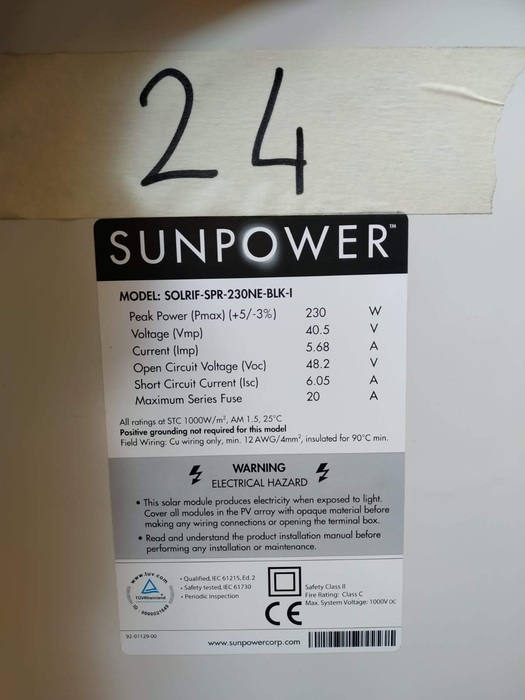 24
SUNPOWER™
MODEL: SOLRIF-SPR-230NE-BLK-I
Peak Power (Pmax) (+5/-3%) 230 W
Voltage (Vmp) 40.5 V
Current (Imp) 5.68 A
Open Circuit Voltage (Voc) 48.2 V
Short Circuit Current (Isc) 6.05 A
Maximum Series Fuse 20 A
All ratings at STC 1000W/m², AM 1.5, 25°C
Positive grounding not required for this model
Field Wiring: Cu wiring only, min. 12 AWG/4mm², insulated for 90°C min.
WARNING
ELECTRICAL HAZARD
• This solar module produces electricity when exposed to light.
Cover all modules in the PV array with opaque material before
making any wiring connections or opening the terminal box.
• Read and understand the product installation manual before
performing any installation or maintenance.
www.tuv.com
TÜVRheinland
• Qualified, IEC 61215, Ed. 2
• Safety tested, IEC 61730
• Periodic Inspection
CE
Safety Class II
Fire Rating: Class C
Max. System Voltage: 1000V DC
92-01129-00
www.sunpowercorp.com